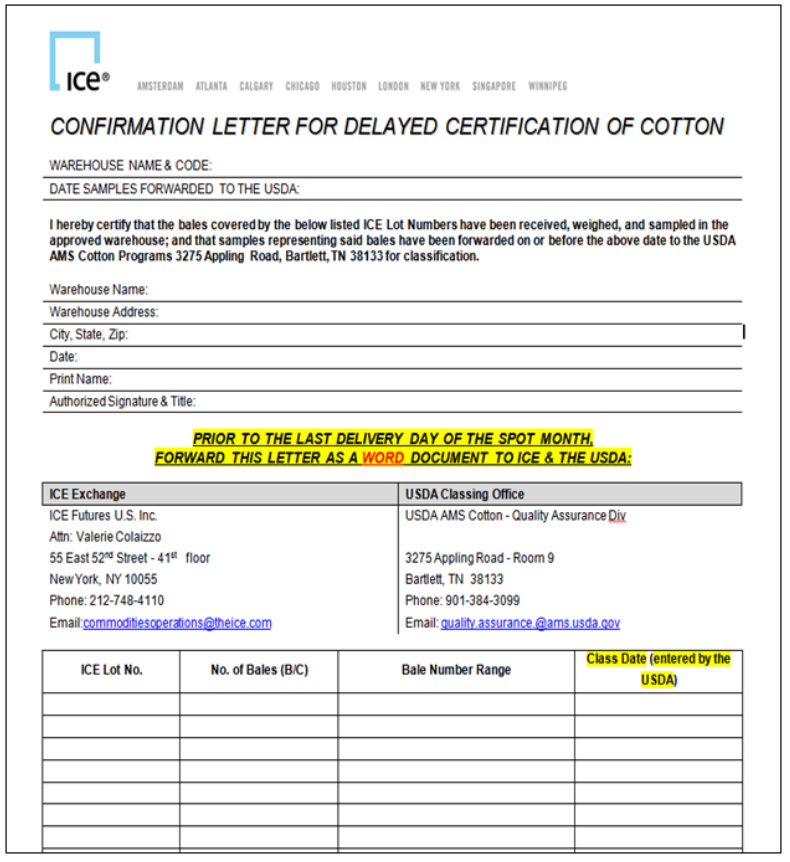 ice®
AMSTERDAM ATLANTA CALGARY CHICAGO HOUSTON LONDON NEW YORK SINGAPORE WINNIPEG
CONFIRMATION LETTER FOR DELAYED CERTIFICATION OF COTTON
WAREHOUSE NAME & CODE:
DATE SAMPLES FORWARDED TO THE USDA:
I hereby certify that the bales covered by the below listed ICE Lot Numbers have been received, weighed, and sampled in the
approved warehouse; and that samples representing said bales have been forwarded on or before the above date to the USDA
AMS Cotton Programs 3275 Appling Road, Bartlett, TN 38133 for classification.
Warehouse Name:
Warehouse Address:
City, State, Zip:
Date:
Print Name:
Authorized Signature & Title:
PRIOR TO THE LAST DELIVERY DAY OF THE SPOT MONTH,
FORWARD THIS LETTER AS A WORD DOCUMENT TO ICE & THE USDA:
ICE Exchange
ICE Futures U.S. Inc.
Attn: Valerie Colaizzo
55 East 52nd Street - 41st floor
New York, NY 10055
Phone: 212-748-4110
Email:commoditiesoperations@theice.com
USDA Classing Office
USDA AMS Cotton - Quality Assurance Div
3275 Appling Road - Room 9
Bartlett, TN 38133
Phone: 901-384-3099
Email: quality.assurance.@ams.usda.gov
ICE Lot No.
No. of Bales (B/C)
Bale Number Range
Class Date (entered by the
USDA)